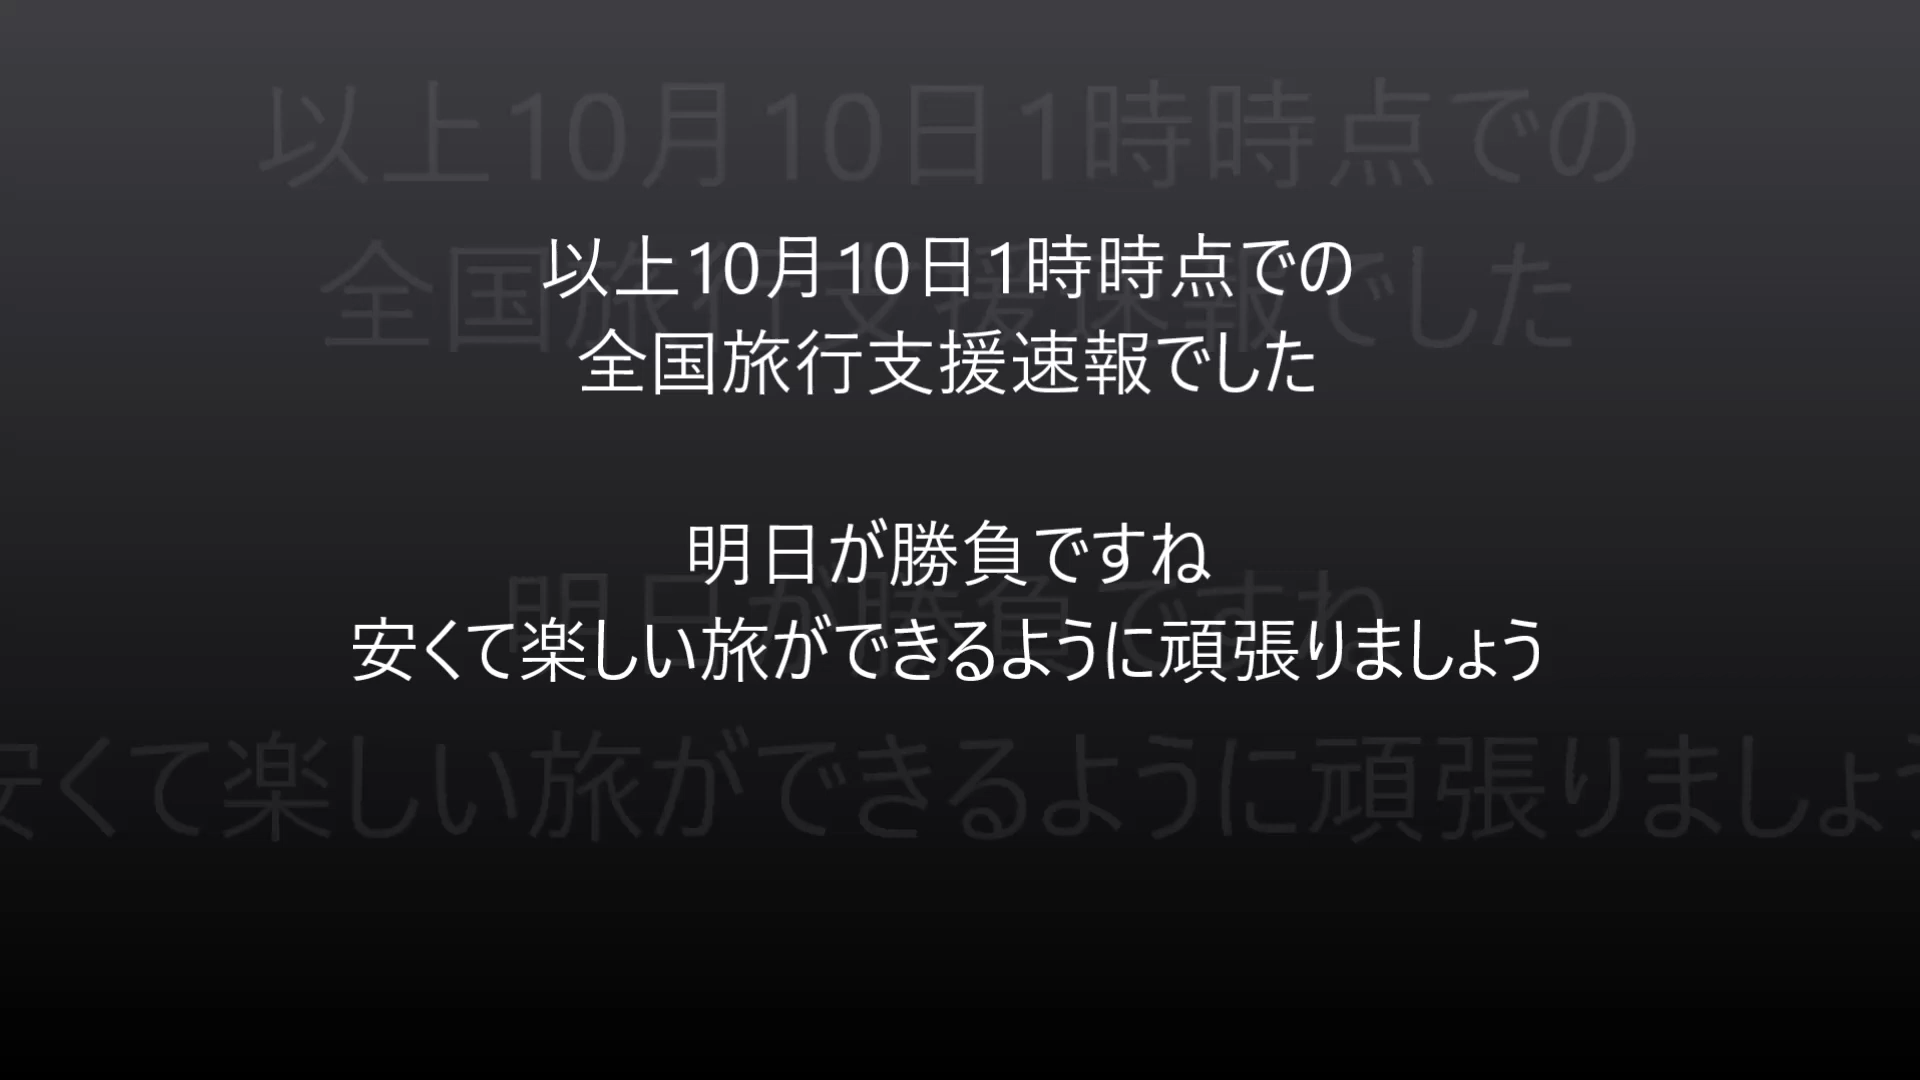 以上10月10日1時時点での
全国旅行支援速報でした
明日が勝負ですね
安くて楽しい旅ができるように頑張りましょう